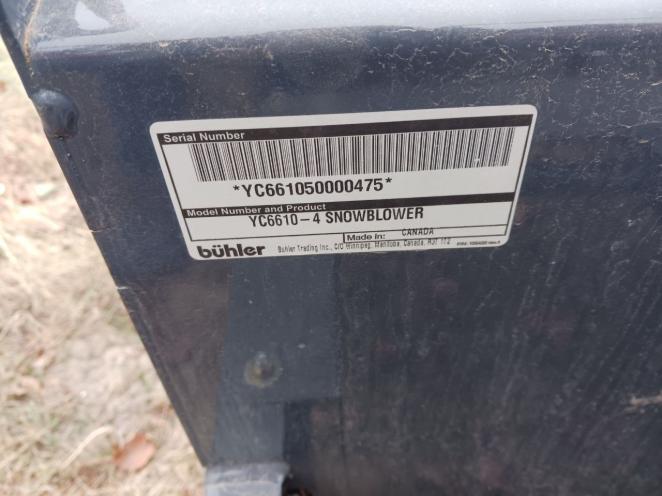 Serial Number
*YC661050000475*
Model Number and Product
YC6610-4 SNOWBLOWER
Made in: CANADA
bühler Buhler Trading Inc., C/O Winnipeg, Manitoba, Canada,